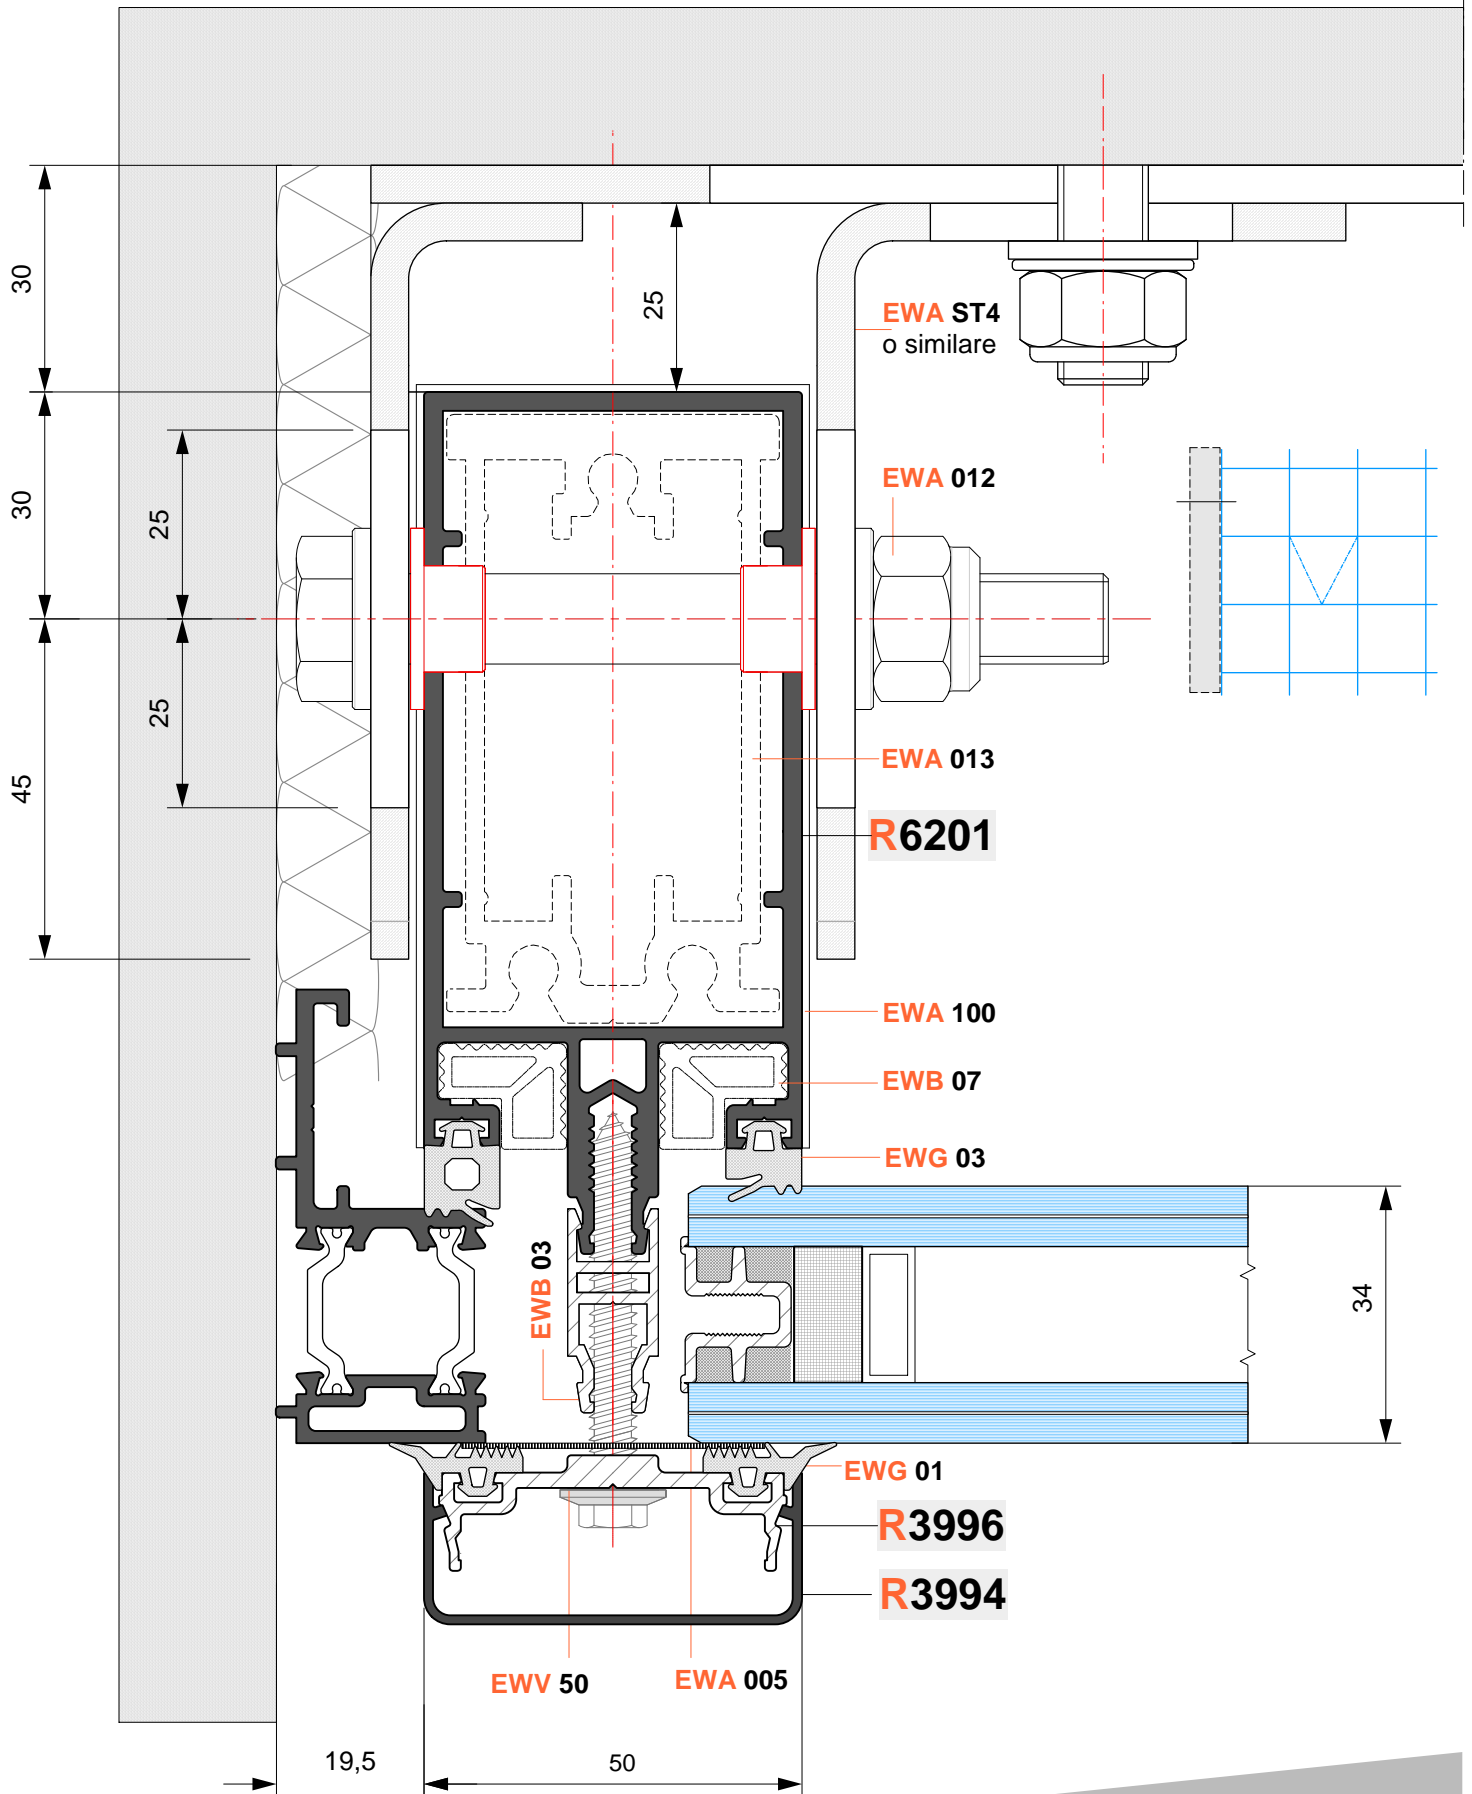 30
25
EWA ST4
o similare
EWA 012
30
25
25
45
EWA 013
R6201
EWA 100
EWB 07
EWG 03
EWB 03
34
EWG 01
R3996
R3994
EWV 50
EWA 005
19,5
50